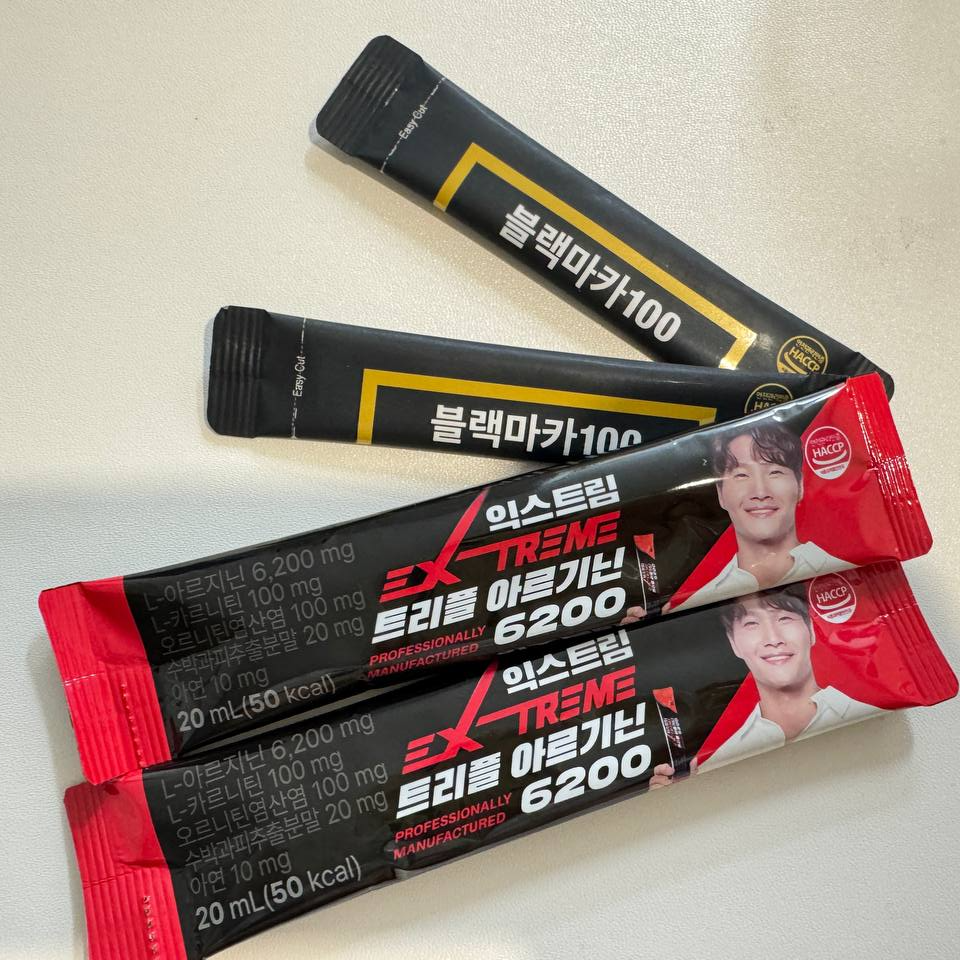 Easy Cut
블랙마카100
HACCP
Easy Cut
블랙마카100
HACCP
익스트림
EXTREME
트리플 아르기닌
6200
PROFESSIONALLY
MANUFACTURED
L-아르지닌 6,200 mg
L-카르니틴 100 mg
오르니틴염산염 100 mg
수박과피추출분말 20 mg
아연 10 mg
20 mL(50 kcal)
HACCP
익스트림
EXTREME
트리플 아르기닌
6200
PROFESSIONALLY
MANUFACTURED
L-아르지닌 6,200 mg
L-카르니틴 100 mg
오르니틴염산염 100 mg
수박과피추출분말 20 mg
아연 10 mg
20 mL(50 kcal)
HACCP